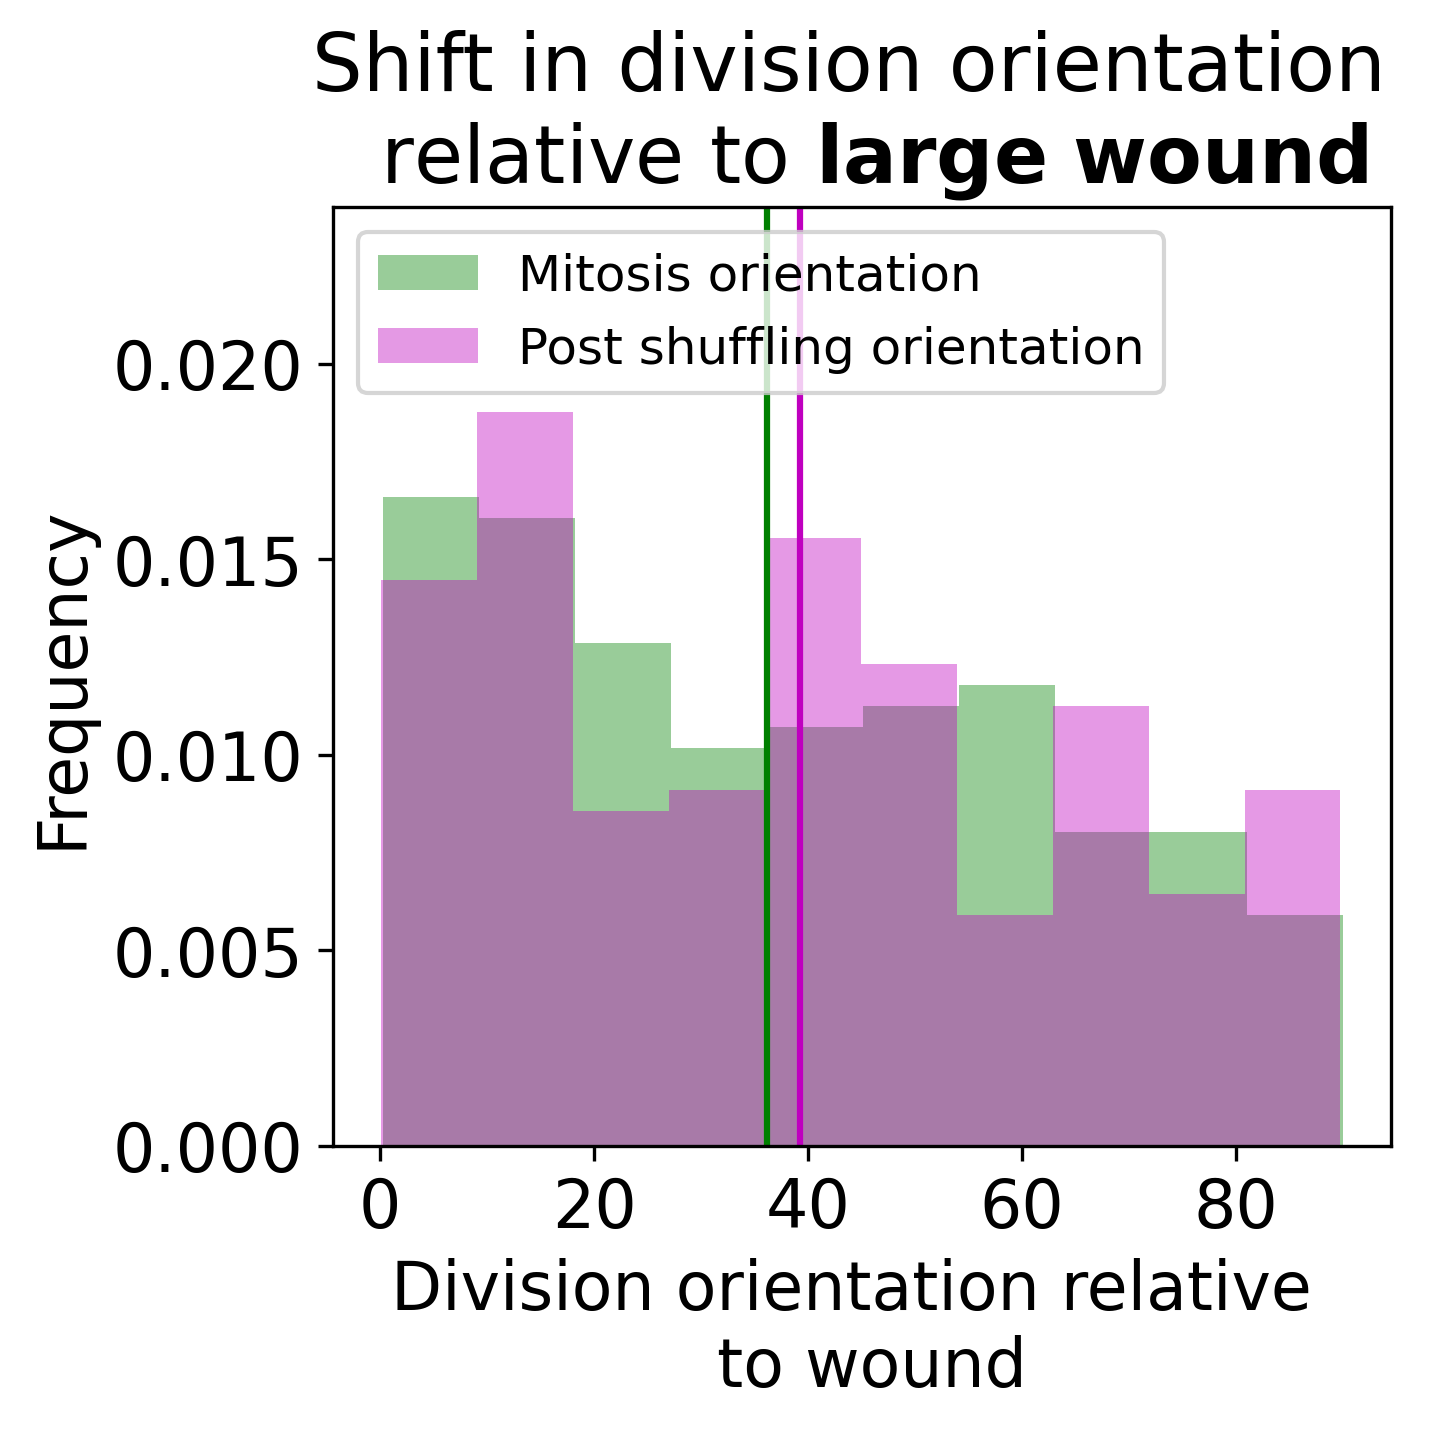 Shift in division orientation
relative to large wound
Mitosis orientation
Post shuffling orientation
Frequency
0.020
0.015
0.010
0.005
0.000
0 20 40 60 80
Division orientation relative
to wound